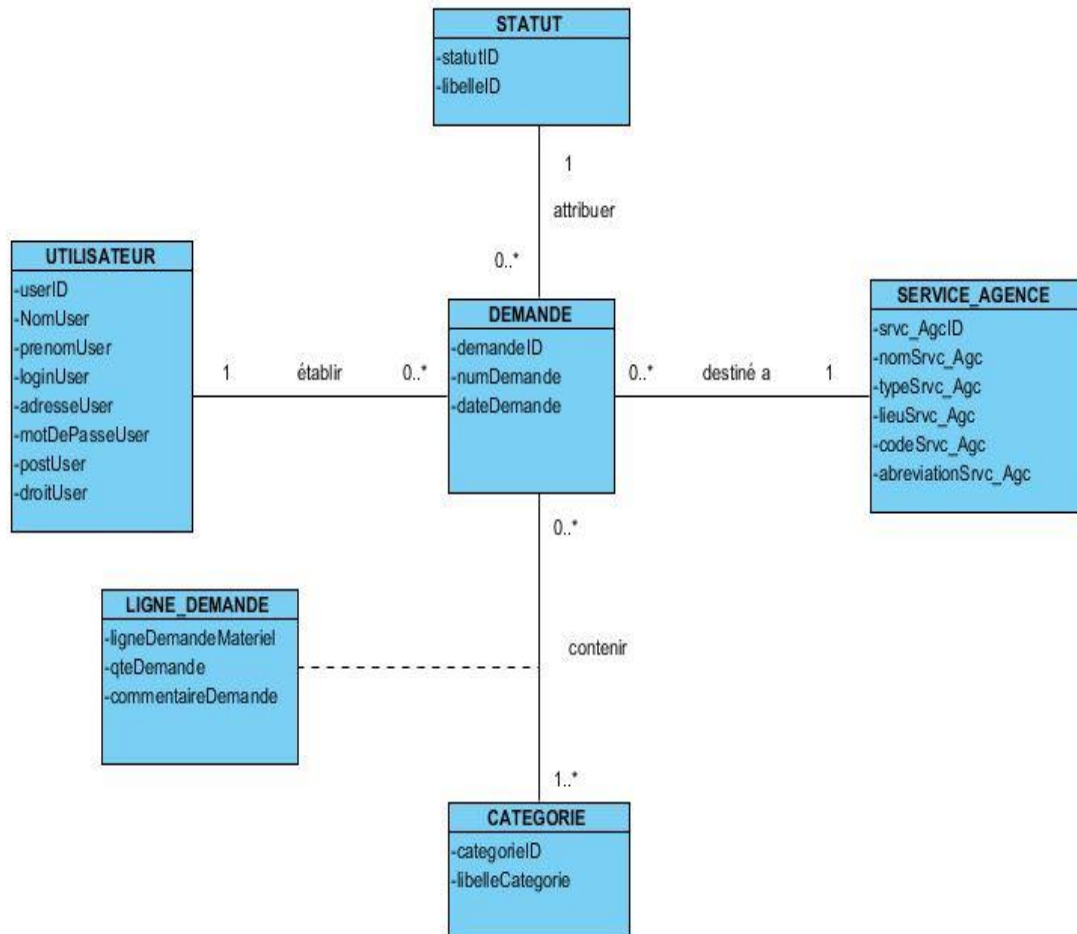 STATUT
-statutID
-libelleID
1
attribuer
0..*
UTILISATEUR
-userID
-NomUser
-prenomUser
-loginUser
-adresseUser
-motDePasseUser
-postUser
-droitUser
1 établir 0..*
DEMANDE
-demandeID
-numDemande
-dateDemande
0..* destiné a 1
SERVICE_AGENCE
-srvc_AgcID
-nomSrvc_Agc
-typeSrvc_Agc
-lieuSrvc_Agc
-codeSrvc_Agc
-abreviationSrvc_Agc
0..*
LIGNE_DEMANDE
-ligneDemandeMateriel
-qteDemande
-commentaireDemande
contenir
1..*
CATEGORIE
-categorieID
-libelleCategorie